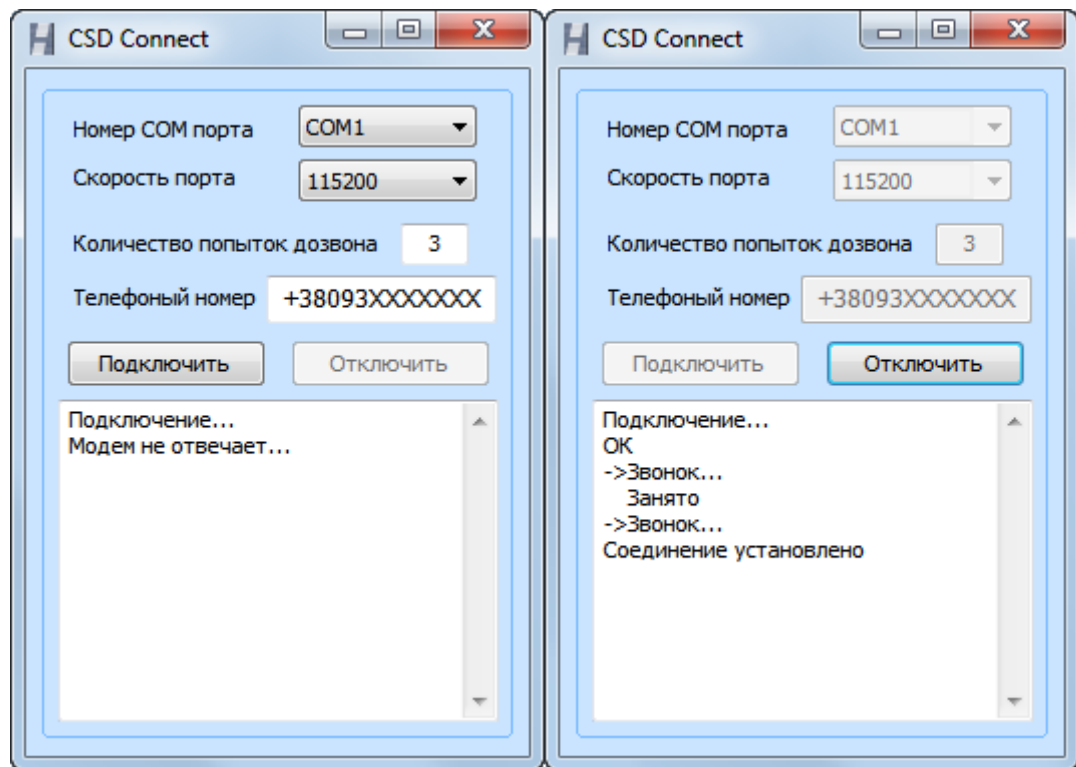 CSD Connect
Номер COM порта COM1
Скорость порта 115200
Количество попыток дозвона 3
Телефоный номер +38093XXXXXXX
Подключить Отключить
Подключение...
Модем не отвечает...
CSD Connect
Номер COM порта COM1
Скорость порта 115200
Количество попыток дозвона 3
Телефоный номер +38093XXXXXXX
Подключить Отключить
Подключение...
OK
->Звонок...
Занято
->Звонок...
Соединение установлено